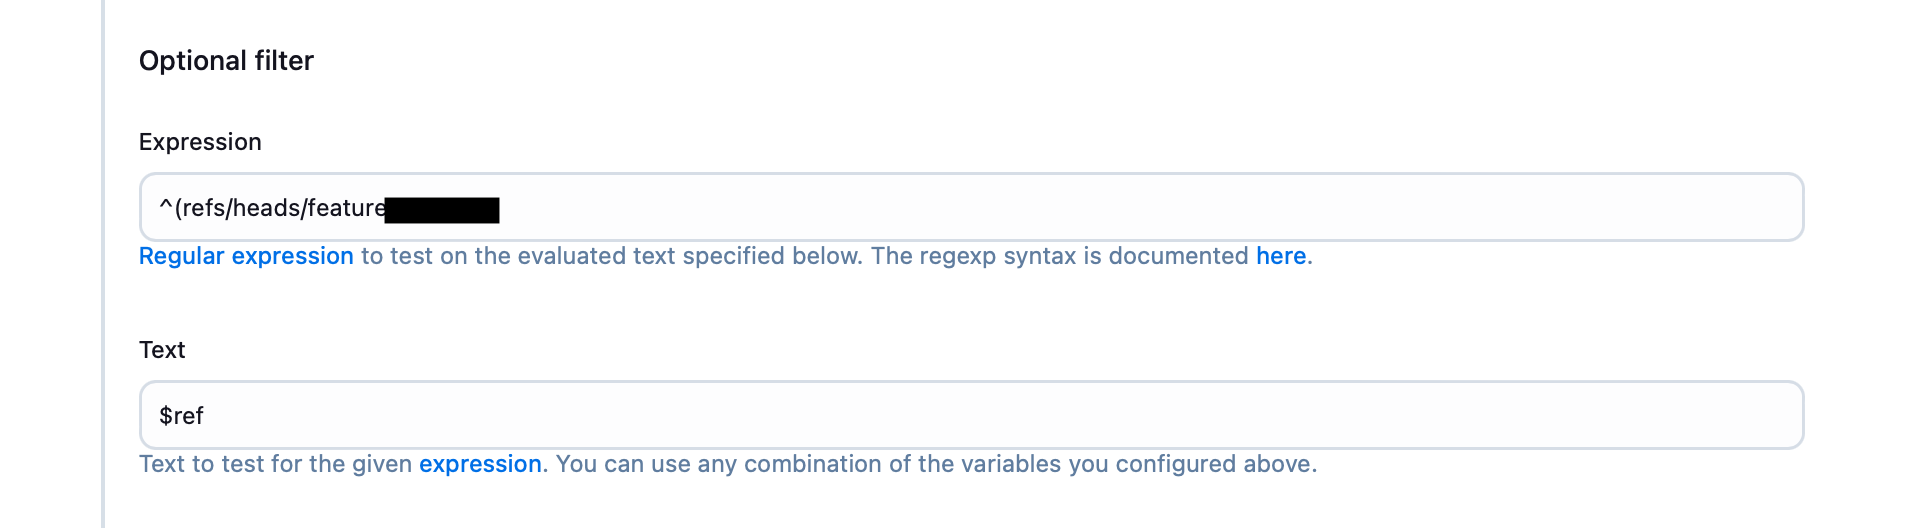 Optional filter
Expression
^(refs/heads/feature
Regular expression to test on the evaluated text specified below. The regexp syntax is documented here.
Text
$ref
Text to test for the given expression. You can use any combination of the variables you configured above.